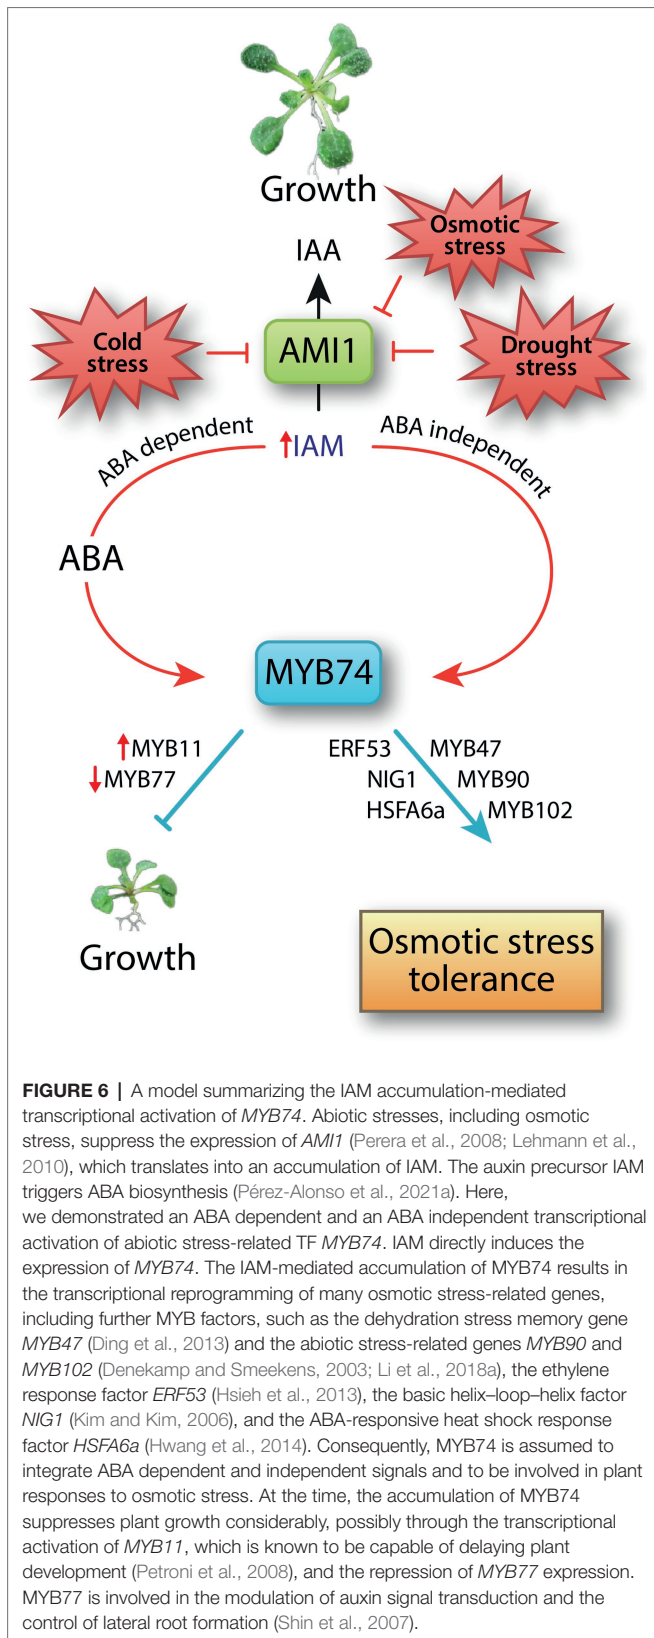 Growth
IAA
Osmotic
stress
Cold
stress
AMI1
Drought
stress
ABA dependent
IAM
ABA independent
ABA
MYB74
MYB11
MYB77
ERF53
MYB47
NIG1
MYB90
HSFA6a
MYB102
Growth
Osmotic stress
tolerance
FIGURE 6 | A model summarizing the IAM accumulation-mediated
transcriptional activation of MYB74. Abiotic stresses, including osmotic
stress, suppress the expression of AMI1 (Perera et al., 2008; Lehmann et al.,
2010), which translates into an accumulation of IAM. The auxin precursor IAM
triggers ABA biosynthesis (Pérez-Alonso et al., 2021a). Here,
we demonstrated an ABA dependent and an ABA independent transcriptional
activation of abiotic stress-related TF MYB74. IAM directly induces the
expression of MYB74. The IAM-mediated accumulation of MYB74 results in
the transcriptional reprogramming of many osmotic stress-related genes,
including further MYB factors, such as the dehydration stress memory gene
MYB47 (Ding et al., 2013) and the abiotic stress-related genes MYB90 and
MYB102 (Denekamp and Smeekens, 2003; Li et al., 2018a), the ethylene
response factor ERF53 (Hsieh et al., 2013), the basic helix–loop–helix factor
NIG1 (Kim and Kim, 2006), and the ABA-responsive heat shock response
factor HSFA6a (Hwang et al., 2014). Consequently, MYB74 is assumed to
integrate ABA dependent and independent signals and to be involved in plant
responses to osmotic stress. At the time, the accumulation of MYB74
suppresses plant growth considerably, possibly through the transcriptional
activation of MYB11, which is known to be capable of delaying plant
development (Petroni et al., 2008), and the repression of MYB77 expression.
MYB77 is involved in the modulation of auxin signal transduction and the
control of lateral root formation (Shin et al., 2007).